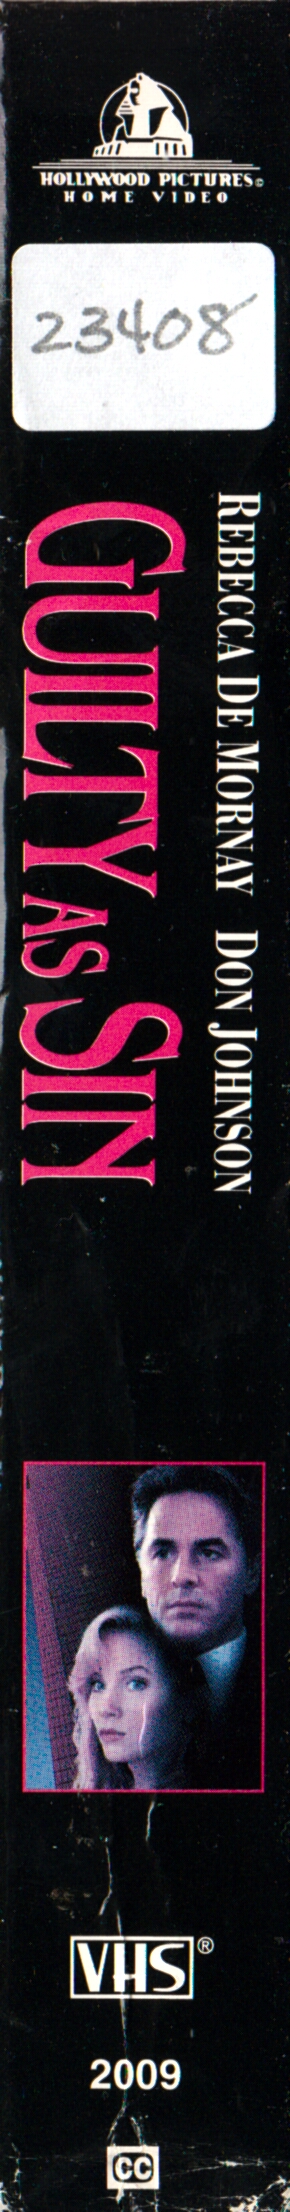 HOLLYWOOD PICTURES©
HOME VIDEO
23408
REBECCA DE MORNAY DON JOHNSON
GUILTY AS SIN
VHS®
2009
CC